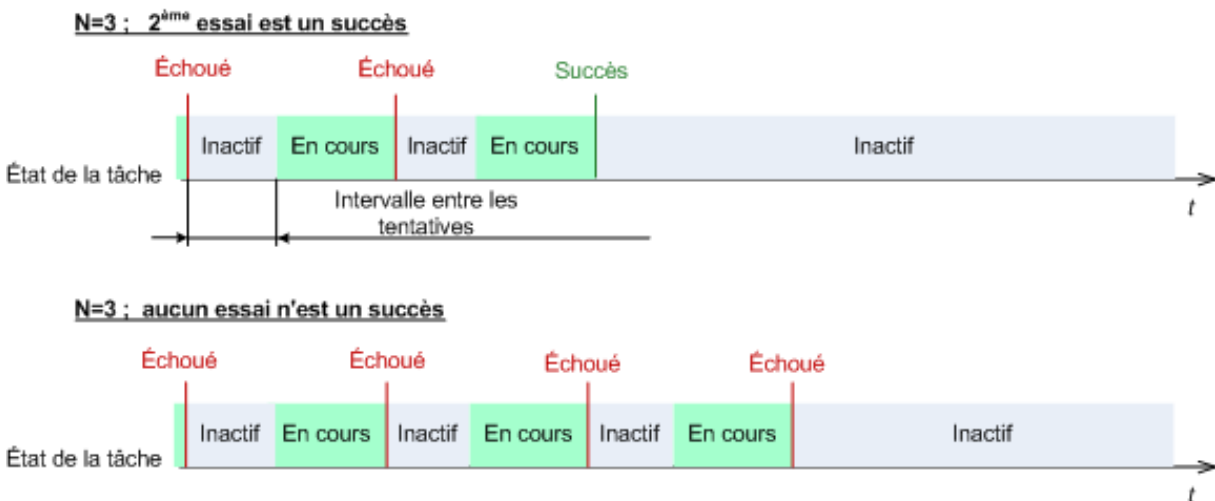 N=3 ; 2ème essai est un succès
Échoué Échoué Succès
Inactif En cours Inactif En cours Inactif
État de la tâche
Intervalle entre les
tentatives
t
N=3 ; aucun essai n'est un succès
Échoué Échoué Échoué Échoué
Inactif En cours Inactif En cours Inactif En cours Inactif
État de la tâche
t